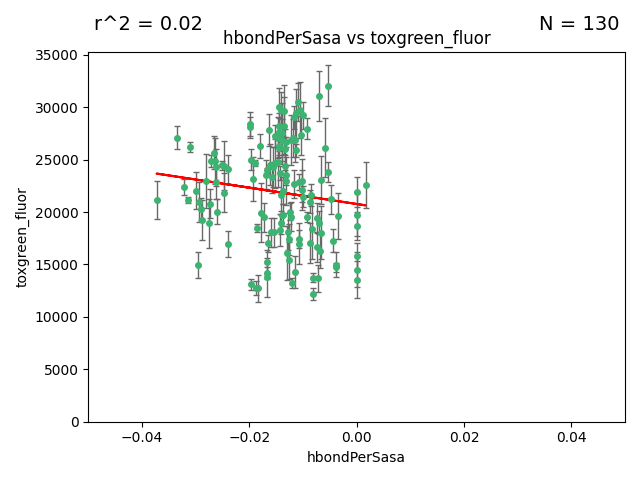 r^2 = 0.02
N = 130
hbondPerSasa vs toxgreen_fluor
35000
30000
25000
20000
15000
10000
5000
0
toxgreen_fluor
−0.04
−0.02
0.00
0.02
0.04
hbondPerSasa